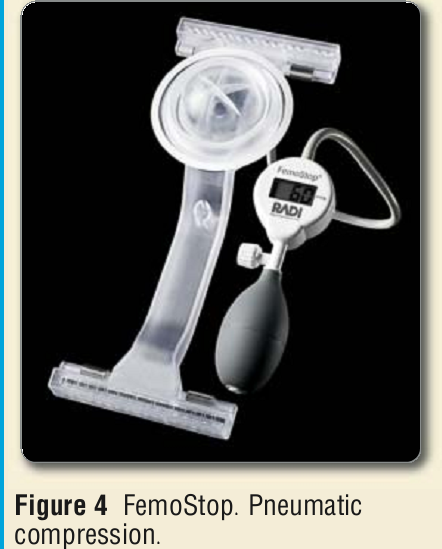 FemoStop®
60
RADI
Figure 4 FemoStop. Pneumatic
compression.